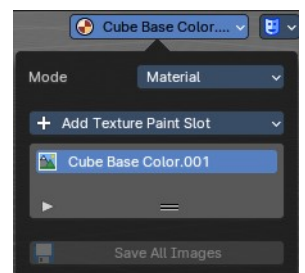 Cube Base Color....
Mode Material
Add Texture Paint Slot
Cube Base Color.001
Save All Images